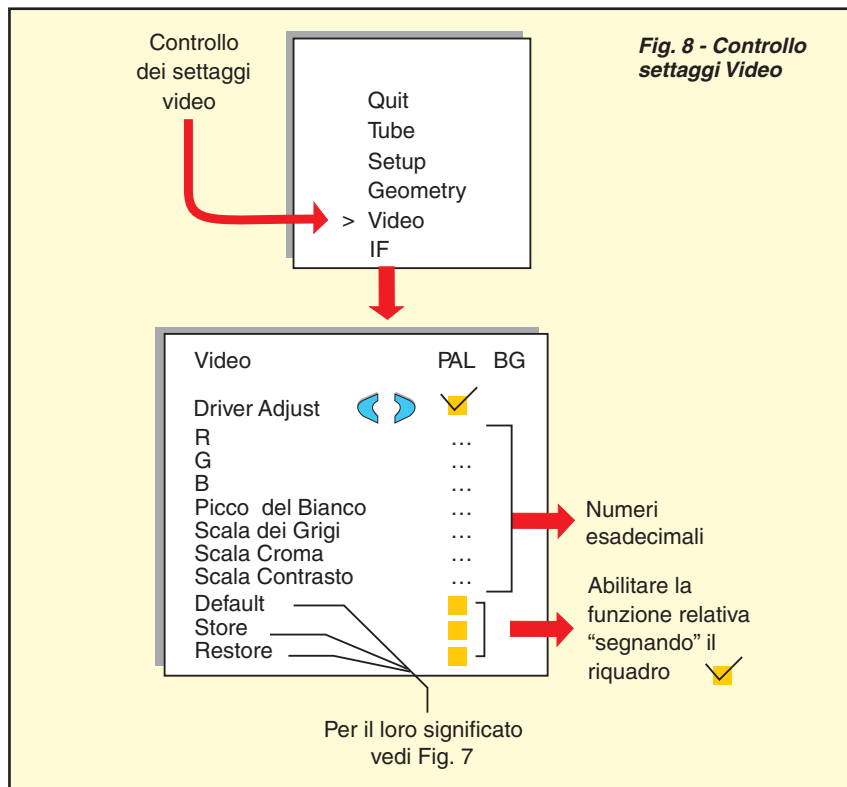 Controllo
dei settaggi
video
Fig. 8 - Controllo
settaggi Video
Quit
Tube
Setup
Geometry
> Video
IF
Video PAL BG
Driver Adjust
R ...
G ...
B ...
Picco del Bianco ...
Scala dei Grigi ...
Scala Croma ...
Scala Contrasto ...
Default
Store
Restore
Numeri
esadecimali
Abilitare la
funzione relativa
“segnando” il
riquadro
Per il loro significato
vedi Fig. 7